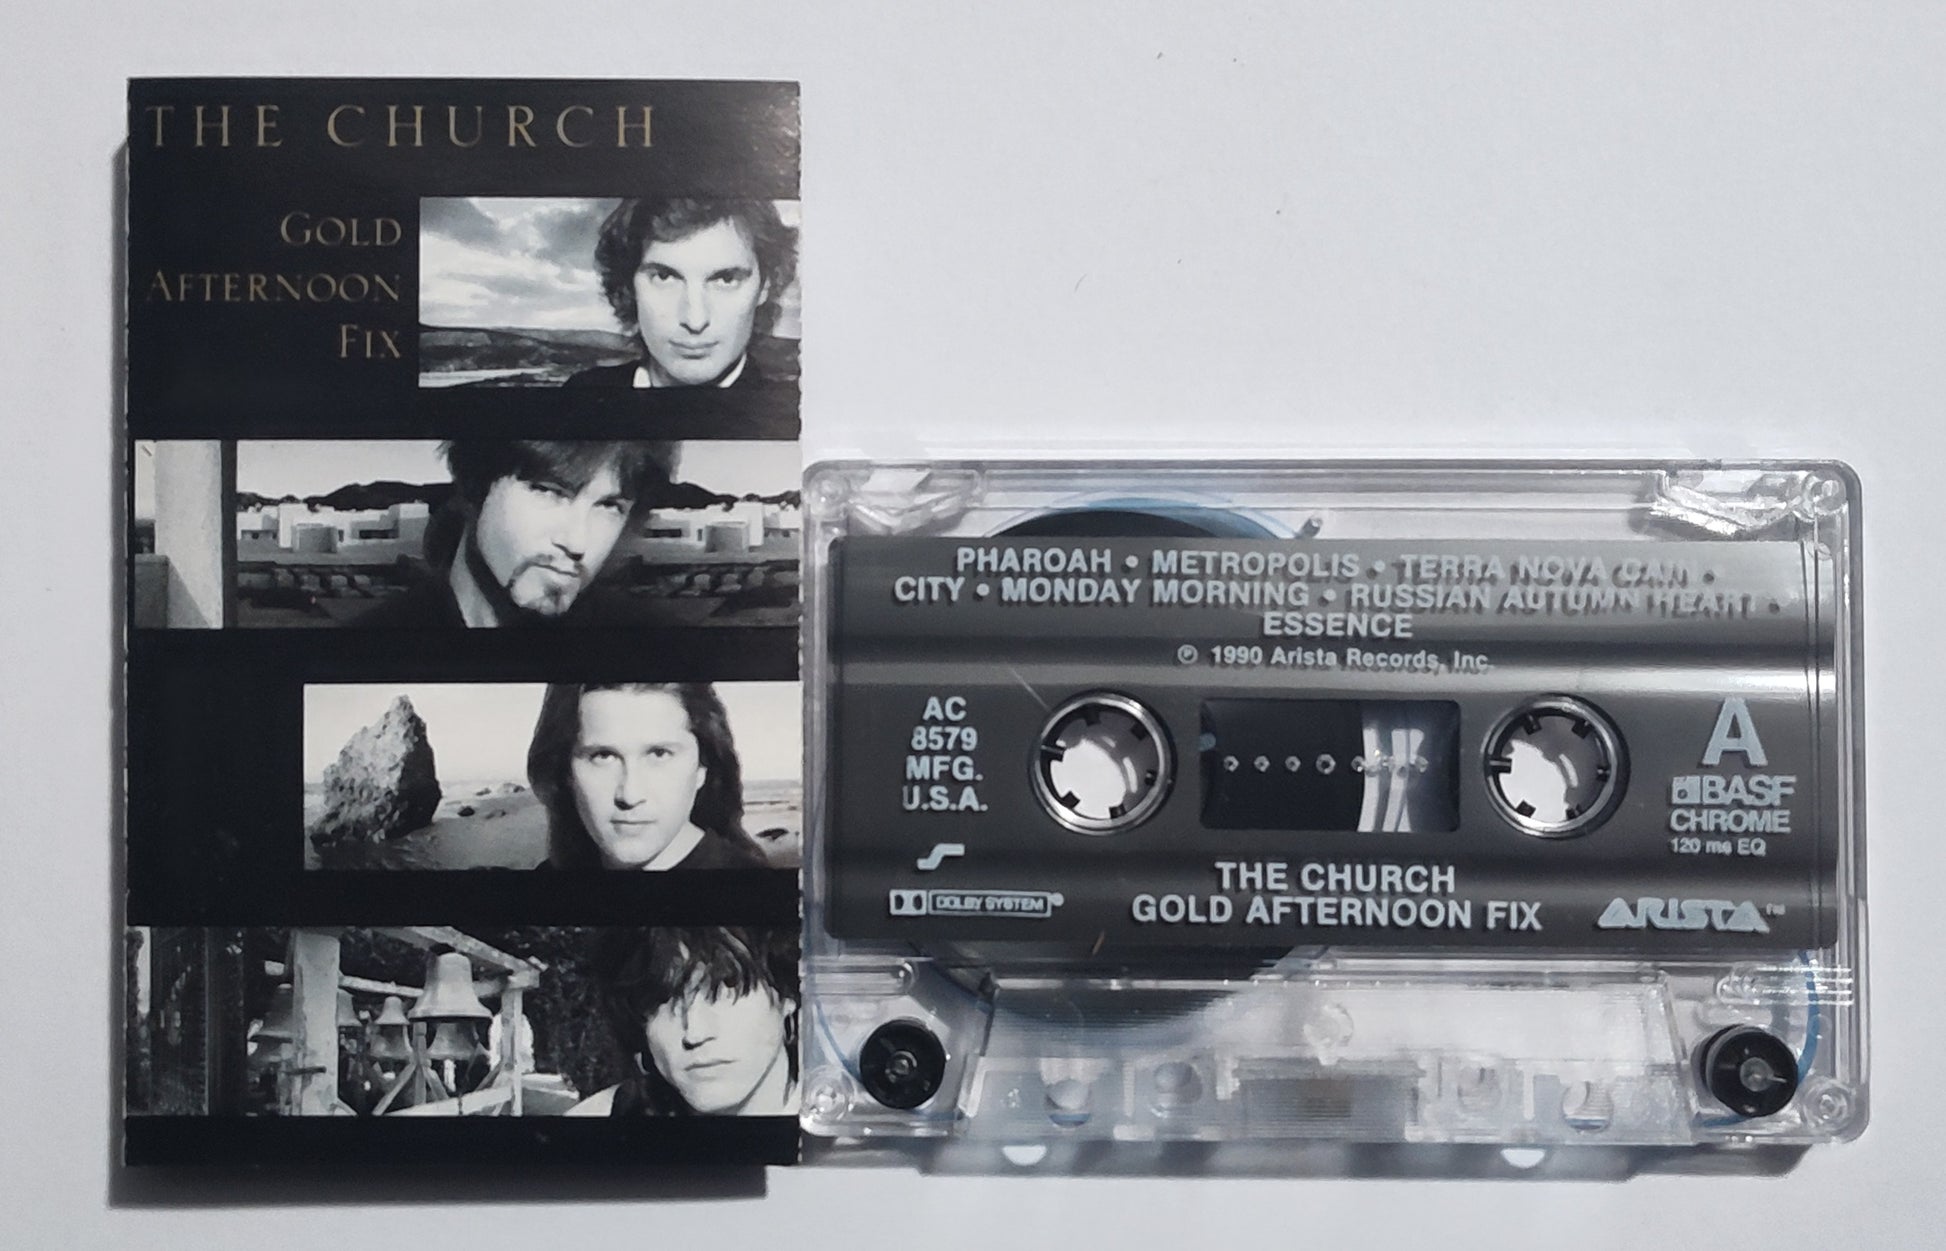 THE CHURCH
GOLD
AFTERNOON
FIX
PHAROAH • METROPOLIS • TERRA NOVA CAIN •
CITY • MONDAY MORNING • RUSSIAN AUTUMN HEART •
ESSENCE
℗ 1990 Arista Records, Inc.
AC
8579
MFG.
U.S.A.
A
BASF
CHROME
120 ms EQ
DOLBY SYSTEM®
THE CHURCH
GOLD AFTERNOON FIX
ARISTA™